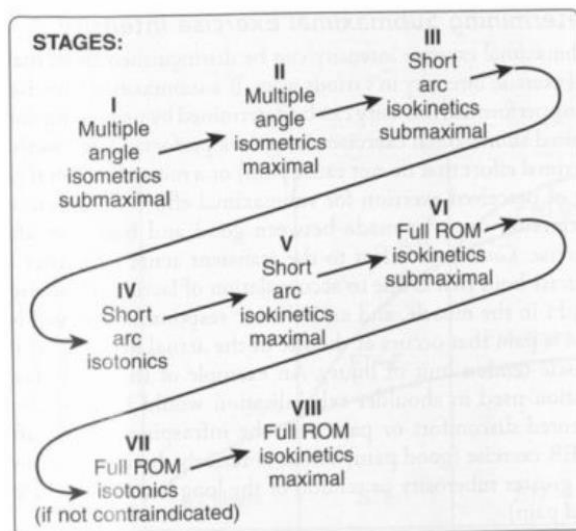 STAGES:
I
Multiple
angle
isometrics
submaximal
II
Multiple
angle
isometrics
maximal
III
Short
arc
isokinetics
submaximal
IV
Short
arc
isotonics
V
Short
arc
isokinetics
maximal
VI
Full ROM
isokinetics
submaximal
VII
Full ROM
isotonics
(if not contraindicated)
VIII
Full ROM
isokinetics
maximal